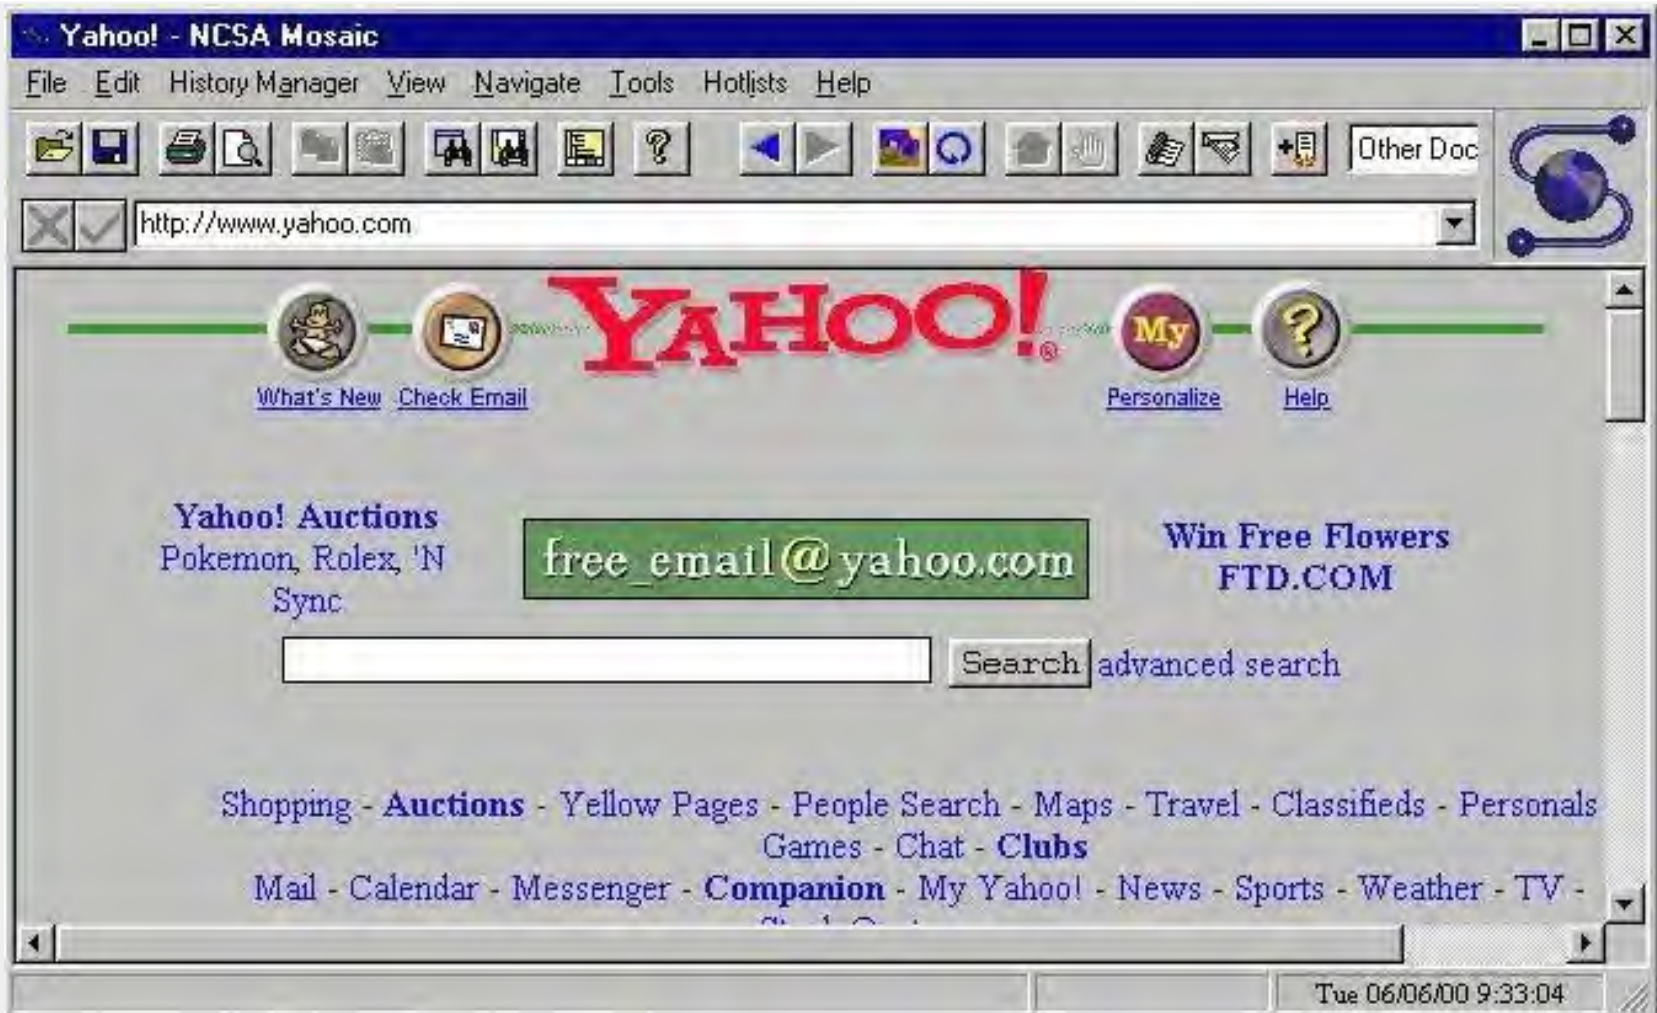 Yahoo! - NCSA Mosaic
File Edit History Manager View Navigate Tools Hotlists Help
Other Doc
http://www.yahoo.com
YAHOO!®
My
?
What's New Check Email Personalize Help
Yahoo! Auctions
Pokemon, Rolex, 'N
Sync
free_email@yahoo.com
Win Free Flowers
FTD.COM
Search advanced search
Shopping - Auctions - Yellow Pages - People Search - Maps - Travel - Classifieds - Personals
Games - Chat - Clubs
Mail - Calendar - Messenger - Companion - My Yahoo! - News - Sports - Weather - TV -
Tue 06/06/00 9:33:04